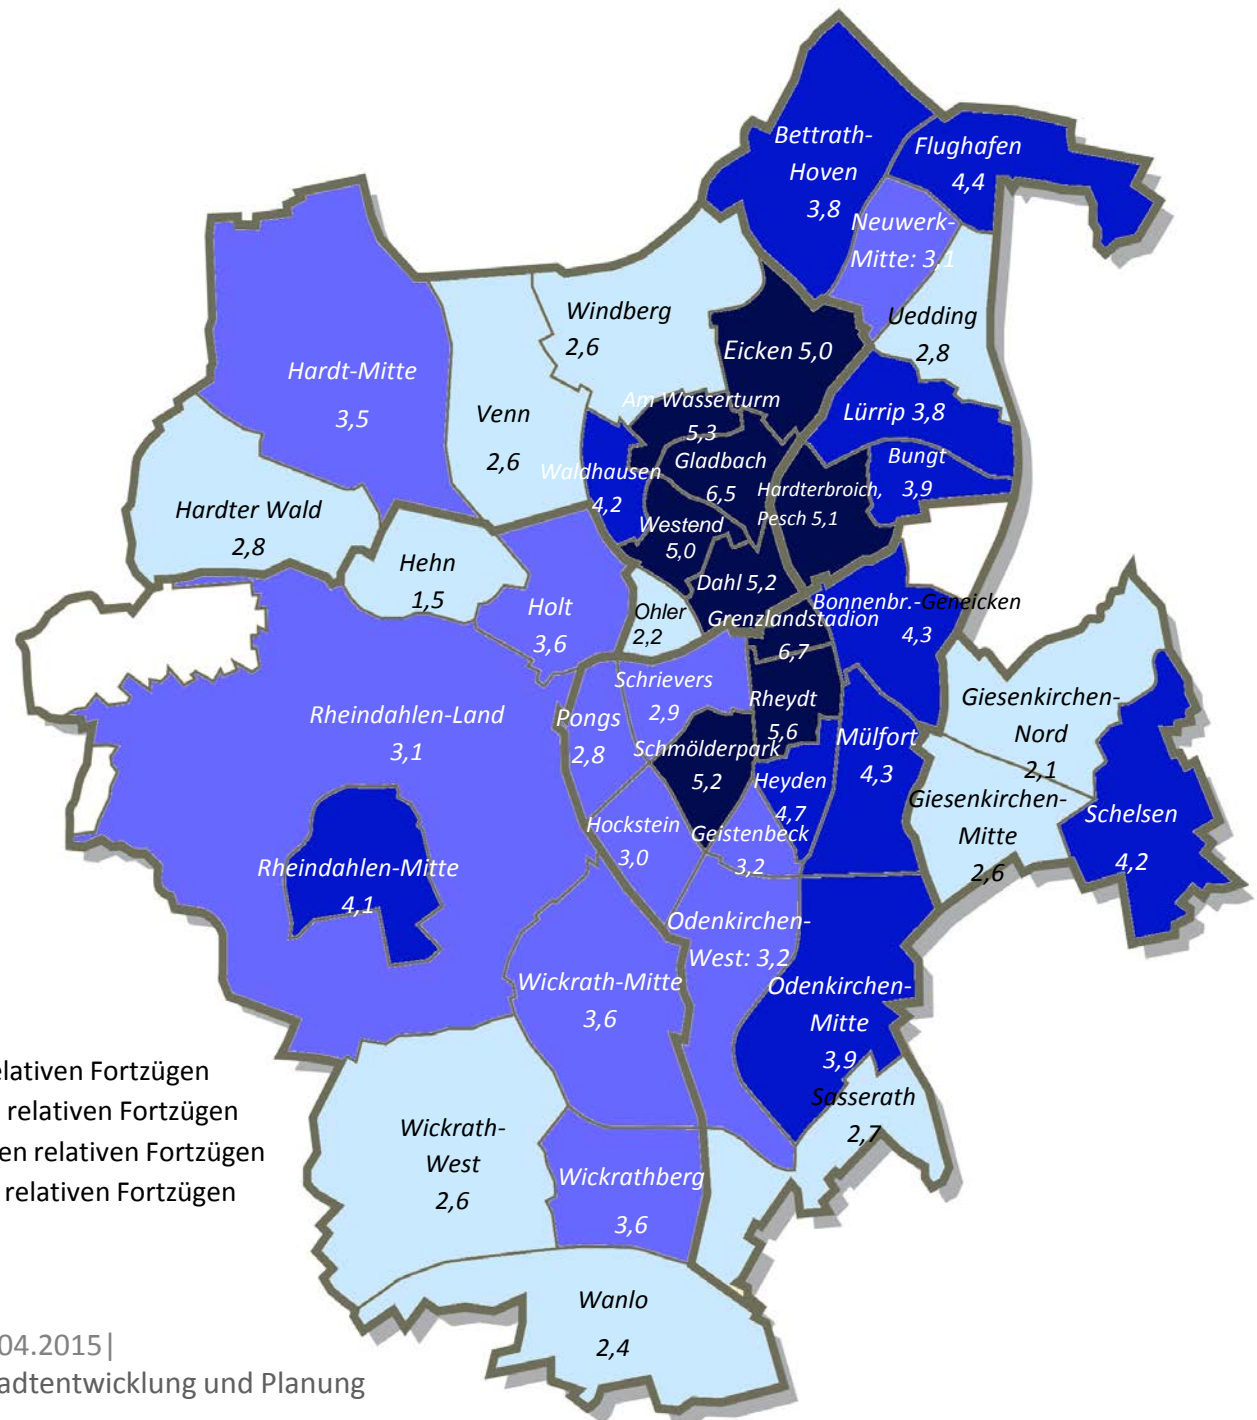 Bettrath-
Hoven
3,8
Flughafen
4,4
Neuwerk-
Mitte: 3,1
Uedding
2,8
Windberg
2,6
Eicken 5,0
Hardt-Mitte
3,5
Venn
2,6
Am Wasserturm
5,3
Lürrip 3,8
Bungt
3,9
Waldhausen
4,2
Gladbach
6,5
Hardterbroich,
Pesch 5,1
Hardter Wald
2,8
Westend
5,0
Hehn
1,5
Dahl 5,2
Holt
3,6
Ohler
2,2
Bonnenbr.-Geneicken
4,3
Grenzlandstadion
6,7
Schrievers
2,9
Rheydt
5,6
Giesenkirchen-
Nord
2,1
Rheindahlen-Land
3,1
Pongs
2,8
Schmölderpark
5,2
Mülfort
4,3
Heyden
4,7
Giesenkirchen-
Mitte
2,6
Schelsen
4,2
Hockstein
3,0
Geistenbeck
3,2
Rheindahlen-Mitte
4,1
Odenkirchen-
West: 3,2
Wickrath-Mitte
3,6
Odenkirchen-
Mitte
3,9
elativen Fortzügen
relativen Fortzügen
en relativen Fortzügen
relativen Fortzügen
Sasserath
2,7
Wickrath-
West
2,6
Wickrathberg
3,6
Wanlo
2,4
04.2015|
adtentwicklung und Planung